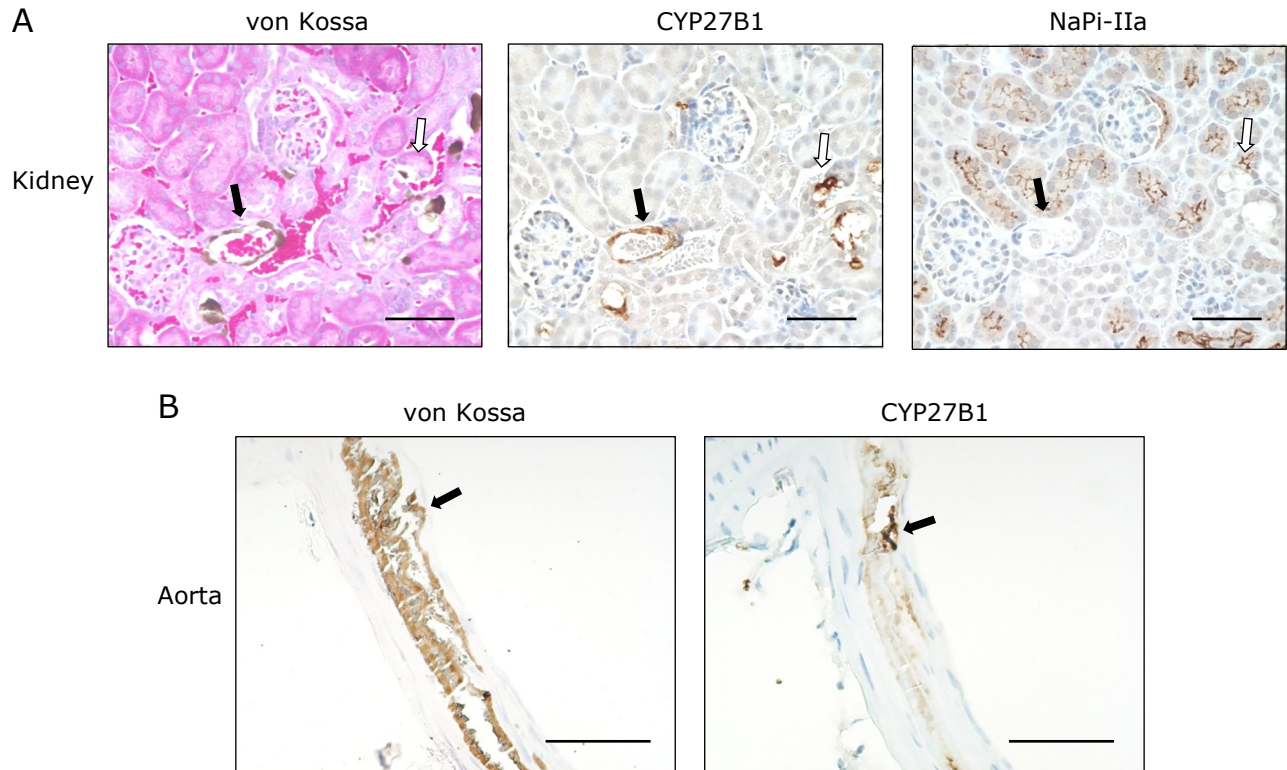 A
von Kossa
CYP27B1
NaPi-IIa
Kidney
B
von Kossa
CYP27B1
Aorta